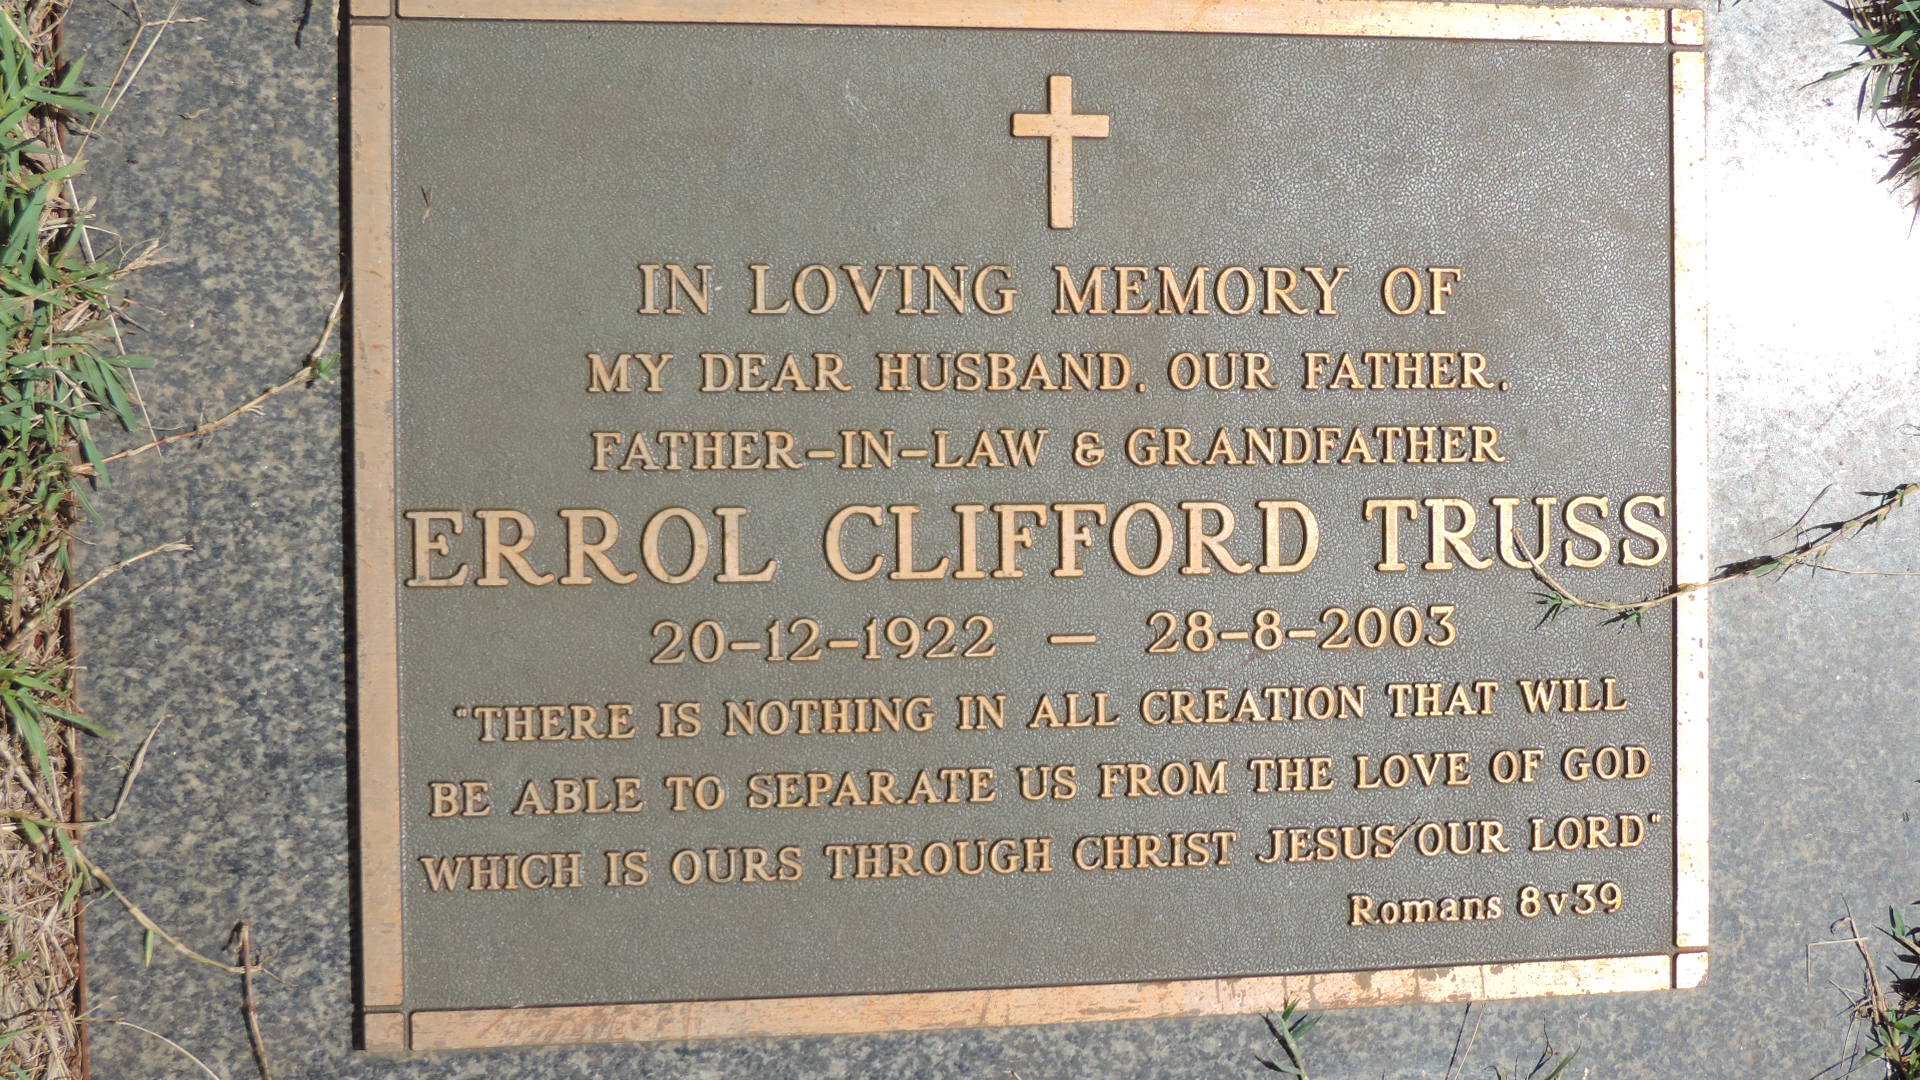 IN LOVING MEMORY OF
MY DEAR HUSBAND, OUR FATHER,
FATHER-IN-LAW & GRANDFATHER
ERROL CLIFFORD TRUSS
20-12-1922 — 28-8-2003
"THERE IS NOTHING IN ALL CREATION THAT WILL
BE ABLE TO SEPARATE US FROM THE LOVE OF GOD
WHICH IS OURS THROUGH CHRIST JESUS OUR LORD"
Romans 8v39